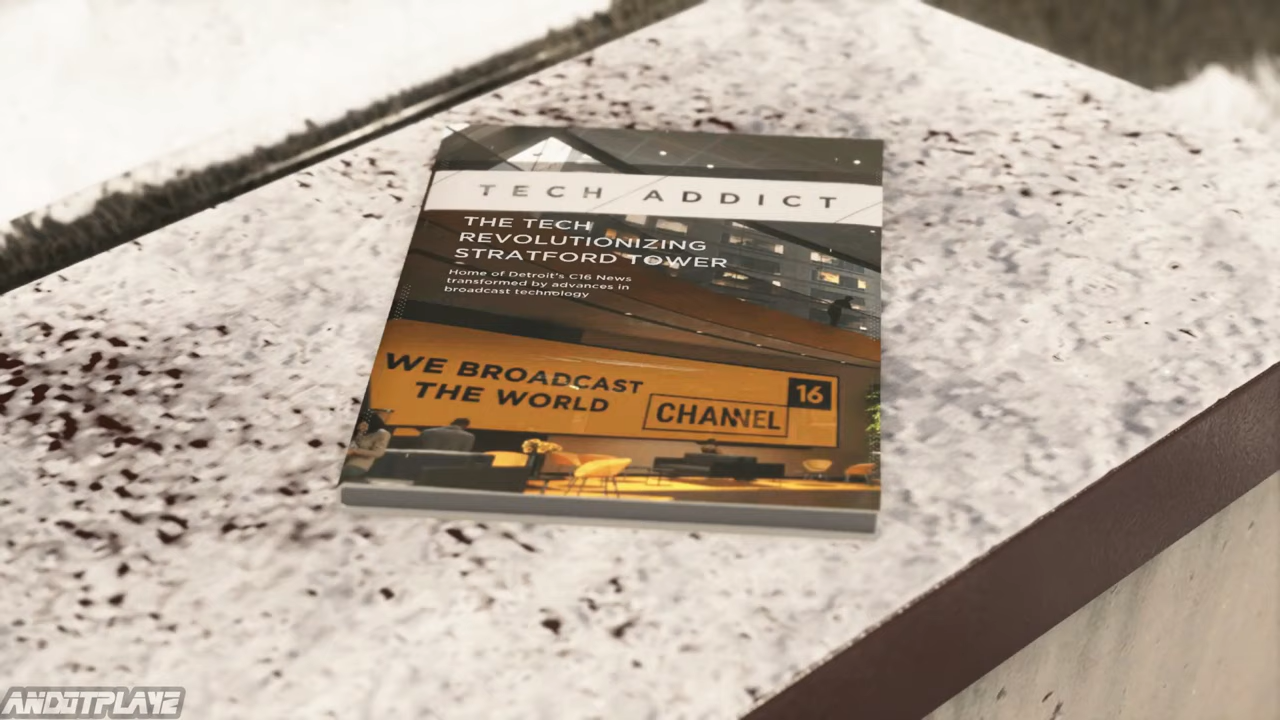 TECH ADDICT
THE TECH
REVOLUTIONIZING
STRATFORD TOWER
Home of Detroit's C16 News
transformed by advances in
broadcast technology
WE BROADCAST
THE WORLD
16
CHANNEL
ANDOTPLAYZ